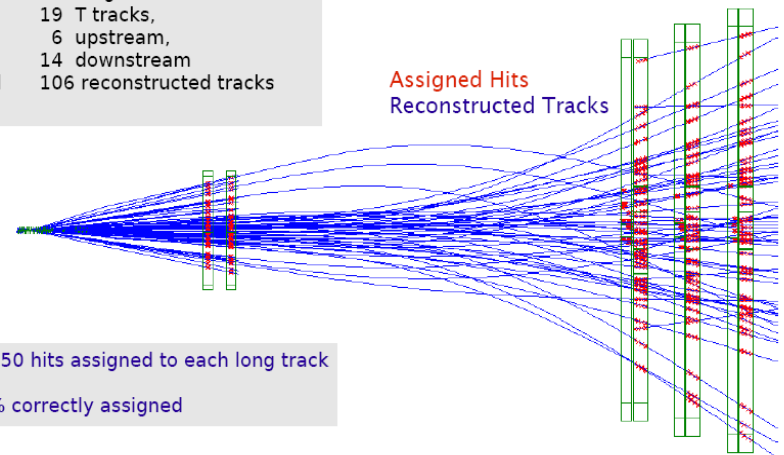 19 T tracks,
6 upstream,
14 downstream
106 reconstructed tracks
Assigned Hits
Reconstructed Tracks
50 hits assigned to each long track
% correctly assigned